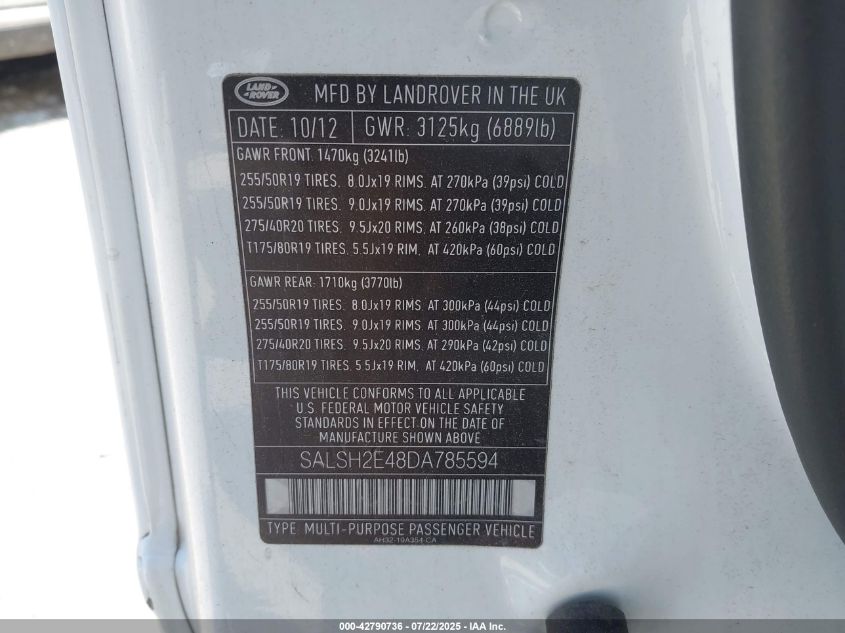 LAND ROVER
MFD BY LANDROVER IN THE UK
DATE: 10/12 GWR: 3125kg (6889lb)
GAWR FRONT: 1470kg (3241lb)
255/50R19 TIRES. 8.0Jx19 RIMS. AT 270kPa (39psi) COLD
255/50R19 TIRES. 9.0Jx19 RIMS. AT 270kPa (39psi) COLD
275/40R20 TIRES. 9.5Jx20 RIMS. AT 260kPa (38psi) COLD
T175/80R19 TIRES. 5.5Jx19 RIM. AT 420kPa (60psi) COLD
GAWR REAR: 1710kg (3770lb)
255/50R19 TIRES. 8.0Jx19 RIMS. AT 300kPa (44psi) COLD
255/50R19 TIRES. 9.0Jx19 RIMS. AT 300kPa (44psi) COLD
275/40R20 TIRES. 9.5Jx20 RIMS. AT 290kPa (42psi) COLD
T175/80R19 TIRES. 5.5Jx19 RIM. AT 420kPa (60psi) COLD
THIS VEHICLE CONFORMS TO ALL APPLICABLE
U.S. FEDERAL MOTOR VEHICLE SAFETY
STANDARDS IN EFFECT ON THE DATE OF
MANUFACTURE SHOWN ABOVE
SALSH2E48DA785594
TYPE: MULTI-PURPOSE PASSENGER VEHICLE
AH32-10A354-CA
000-42790736 - 07/22/2025 - IAA Inc.